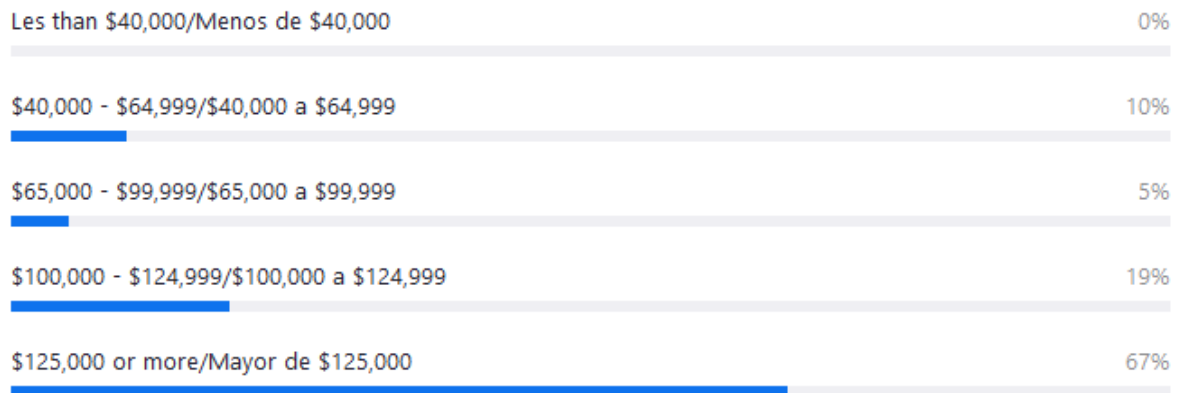 Les than $40,000/Menos de $40,000 0%
$40,000 - $64,999/$40,000 a $64,999 10%
$65,000 - $99,999/$65,000 a $99,999 5%
$100,000 - $124,999/$100,000 a $124,999 19%
$125,000 or more/Mayor de $125,000 67%